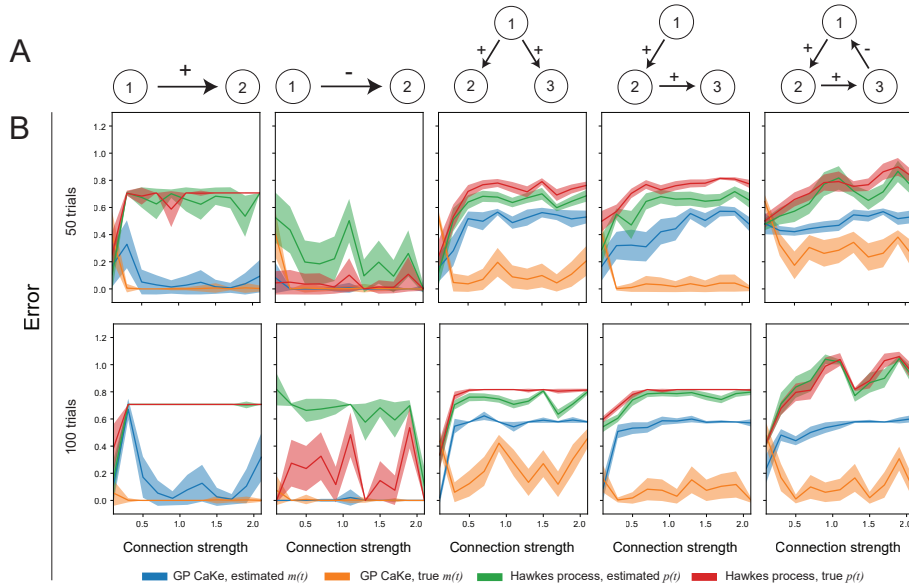 A
1 + 2
1 - 2
1 + + 2 3
1 + 2 + 3
1 + - 2 + 3
B
Error
50 trials
1.2
1.0
0.8
0.6
0.4
0.2
0.0
100 trials
1.2
1.0
0.8
0.6
0.4
0.2
0.0
0.5 1.0 1.5 2.0 0.5 1.0 1.5 2.0 0.5 1.0 1.5 2.0 0.5 1.0 1.5 2.0 0.5 1.0 1.5 2.0
Connection strength Connection strength Connection strength Connection strength Connection strength
GP CaKe, estimated m(t) GP CaKe, true m(t) Hawkes process, estimated p(t) Hawkes process, true p(t)